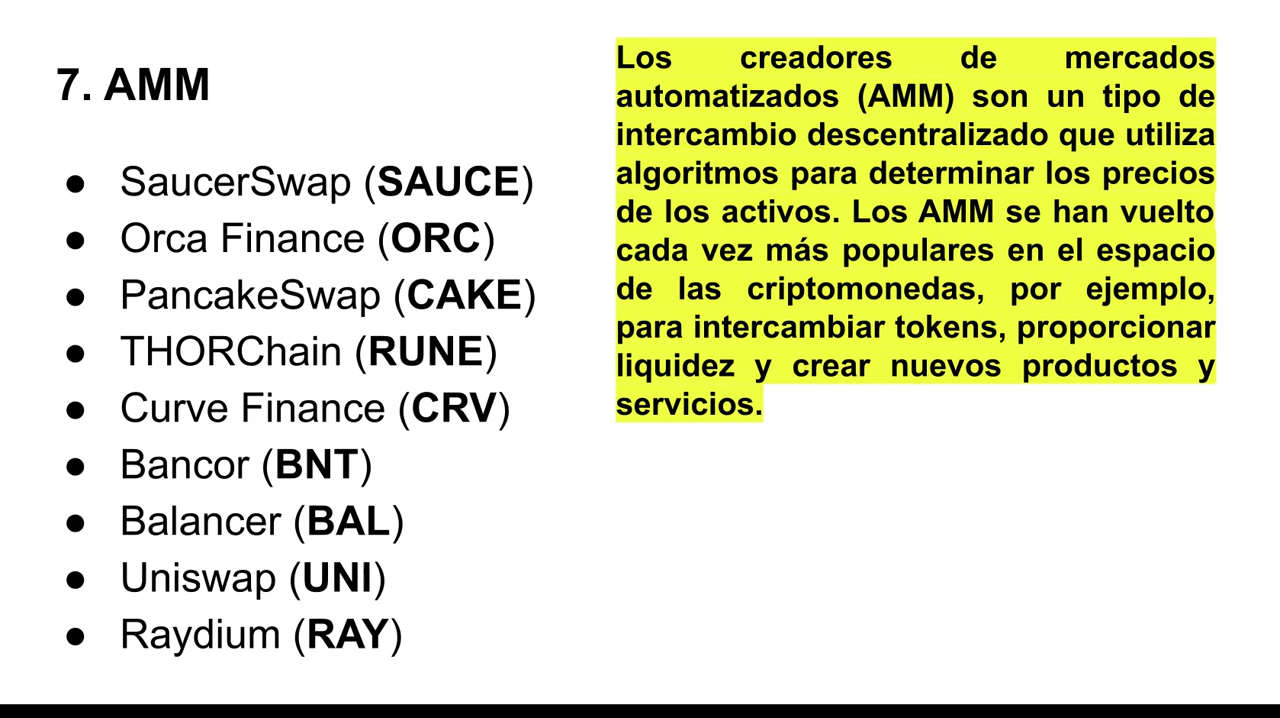 7. AMM
● SaucerSwap (SAUCE)
● Orca Finance (ORC)
● PancakeSwap (CAKE)
● THORChain (RUNE)
● Curve Finance (CRV)
● Bancor (BNT)
● Balancer (BAL)
● Uniswap (UNI)
● Raydium (RAY)
Los creadores de mercados
automatizados (AMM) son un tipo de
intercambio descentralizado que utiliza
algoritmos para determinar los precios
de los activos. Los AMM se han vuelto
cada vez más populares en el espacio
de las criptomonedas, por ejemplo,
para intercambiar tokens, proporcionar
liquidez y crear nuevos productos y
servicios.